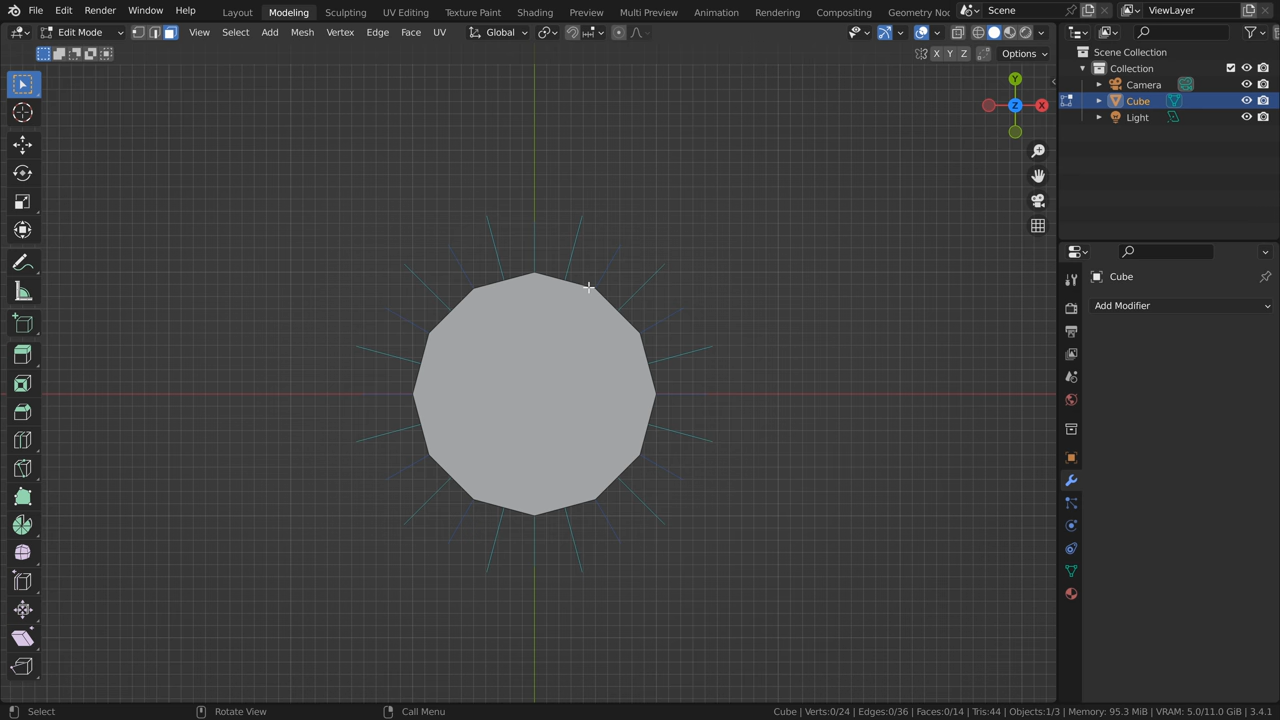 File Edit Render Window Help Layout Modeling Sculpting UV Editing Texture Paint Shading Animation Rendering Compositing Geometry Noc Scene ViewLayer
Edit Mode View Select Add Mesh Vertex Edge Face UV Global
X Y Z Options
Scene Collection
Collection
Camera
Cube
Light
Y
Z
X
Cube
Add Modifier
Select Rotate View Call Menu Cube | Verts:0/24 | Edges:0/36 | Faces:0/14 | Tris:44 | Objects:1/3 | Memory: 95.3 MiB | VRAM: 5.0/11.0 GiB | 3.4.1